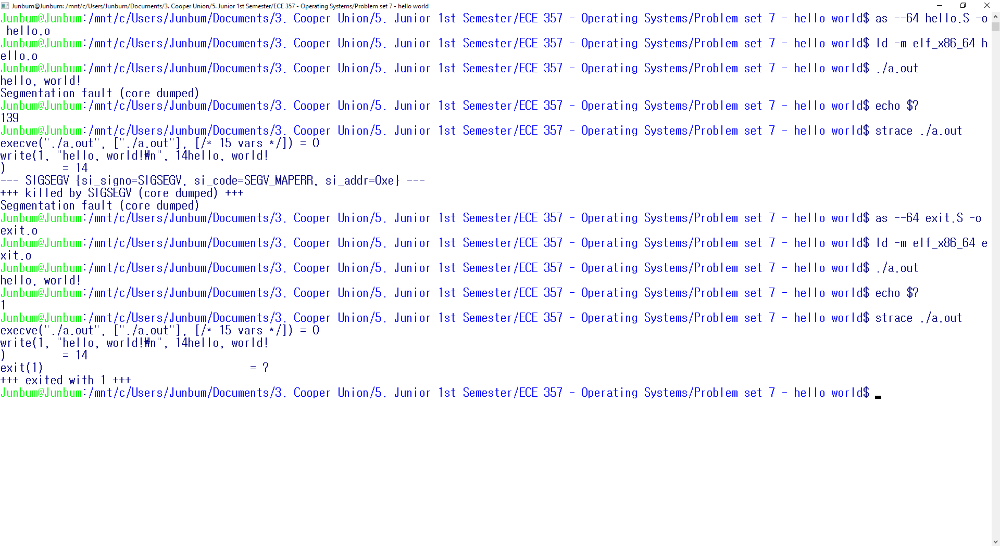 Junbum@Junbum: /mnt/c/Users/Junbum/Documents/3. Cooper Union/5. Junior 1st Semester/ECE 357 - Operating Systems/Problem set 7 - hello world
Junbum@Junbum:/mnt/c/Users/Junbum/Documents/3. Cooper Union/5. Junior 1st Semester/ECE 357 - Operating Systems/Problem set 7 - hello world$ as --64 hello.S -o
 hello.o
Junbum@Junbum:/mnt/c/Users/Junbum/Documents/3. Cooper Union/5. Junior 1st Semester/ECE 357 - Operating Systems/Problem set 7 - hello world$ ld -m elf_x86_64 h
ello.o
Junbum@Junbum:/mnt/c/Users/Junbum/Documents/3. Cooper Union/5. Junior 1st Semester/ECE 357 - Operating Systems/Problem set 7 - hello world$ ./a.out
hello, world!
Segmentation fault (core dumped)
Junbum@Junbum:/mnt/c/Users/Junbum/Documents/3. Cooper Union/5. Junior 1st Semester/ECE 357 - Operating Systems/Problem set 7 - hello world$ echo $?
139
Junbum@Junbum:/mnt/c/Users/Junbum/Documents/3. Cooper Union/5. Junior 1st Semester/ECE 357 - Operating Systems/Problem set 7 - hello world$ strace ./a.out
execve("./a.out", ["./a.out"], [/* 15 vars */]) = 0
write(1, "hello, world!₩n", 14hello, world!
)         = 14
--- SIGSEGV {si_signo=SIGSEGV, si_code=SEGV_MAPERR, si_addr=0xe} ---
+++ killed by SIGSEGV (core dumped) +++
Segmentation fault (core dumped)
Junbum@Junbum:/mnt/c/Users/Junbum/Documents/3. Cooper Union/5. Junior 1st Semester/ECE 357 - Operating Systems/Problem set 7 - hello world$ as --64 exit.S -o
exit.o
Junbum@Junbum:/mnt/c/Users/Junbum/Documents/3. Cooper Union/5. Junior 1st Semester/ECE 357 - Operating Systems/Problem set 7 - hello world$ ld -m elf_x86_64 e
xit.o
Junbum@Junbum:/mnt/c/Users/Junbum/Documents/3. Cooper Union/5. Junior 1st Semester/ECE 357 - Operating Systems/Problem set 7 - hello world$ ./a.out
hello, world!
Junbum@Junbum:/mnt/c/Users/Junbum/Documents/3. Cooper Union/5. Junior 1st Semester/ECE 357 - Operating Systems/Problem set 7 - hello world$ echo $?
1
Junbum@Junbum:/mnt/c/Users/Junbum/Documents/3. Cooper Union/5. Junior 1st Semester/ECE 357 - Operating Systems/Problem set 7 - hello world$ strace ./a.out
execve("./a.out", ["./a.out"], [/* 15 vars */]) = 0
write(1, "hello, world!₩n", 14hello, world!
)         = 14
exit(1)                                 = ?
+++ exited with 1 +++
Junbum@Junbum:/mnt/c/Users/Junbum/Documents/3. Cooper Union/5. Junior 1st Semester/ECE 357 - Operating Systems/Problem set 7 - hello world$